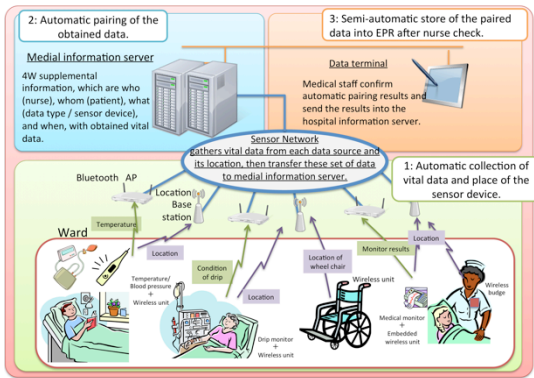 2: Automatic pairing of the
obtained data.
3: Semi-automatic store of the paired
data into EPR after nurse check.
Medial information server
4W supplemental
information, which are who
(nurse), whom (patient), what
(data type / sensor device),
and when, with obtained vital
data.
Data terminal
Medical staff confirm
automatic pairing results and
send the results into the
hospital information server.
Sensor Network
gathers vital data from each data source and
its location, then transfer these set of data
to medial information server.
1: Automatic collection of
vital data and place of the
sensor device.
Bluetooth AP
Location
Base
station
Ward
Temperature
Location
Condition
of drip
Location
Location of
wheel chair
Monitor results
Location
Temperature/
Blood pressure
+
Wireless unit
Drip monitor
+
Wireless unit
Wireless unit
Medical monitor
+
Embedded
wireless unit
Wireless
budge